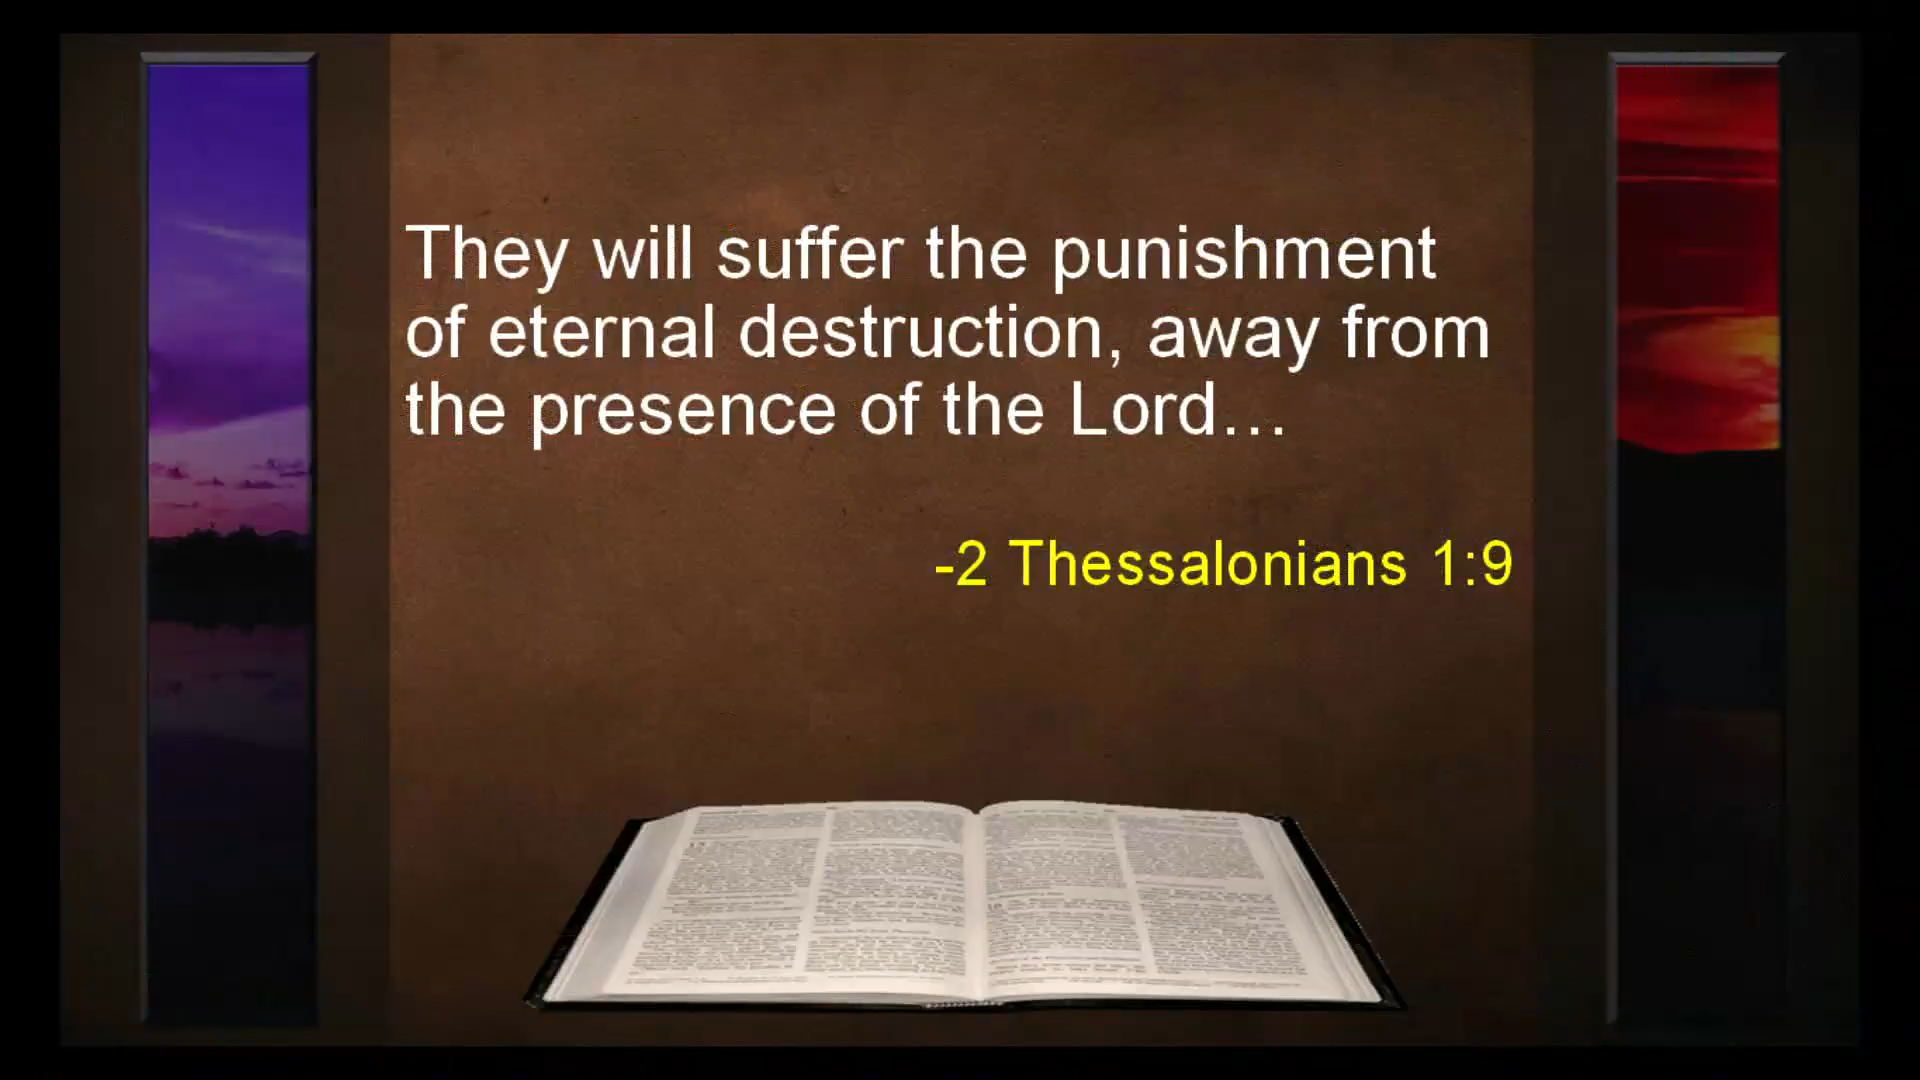 They will suffer the punishment
of eternal destruction, away from
the presence of the Lord…
-2 Thessalonians 1:9